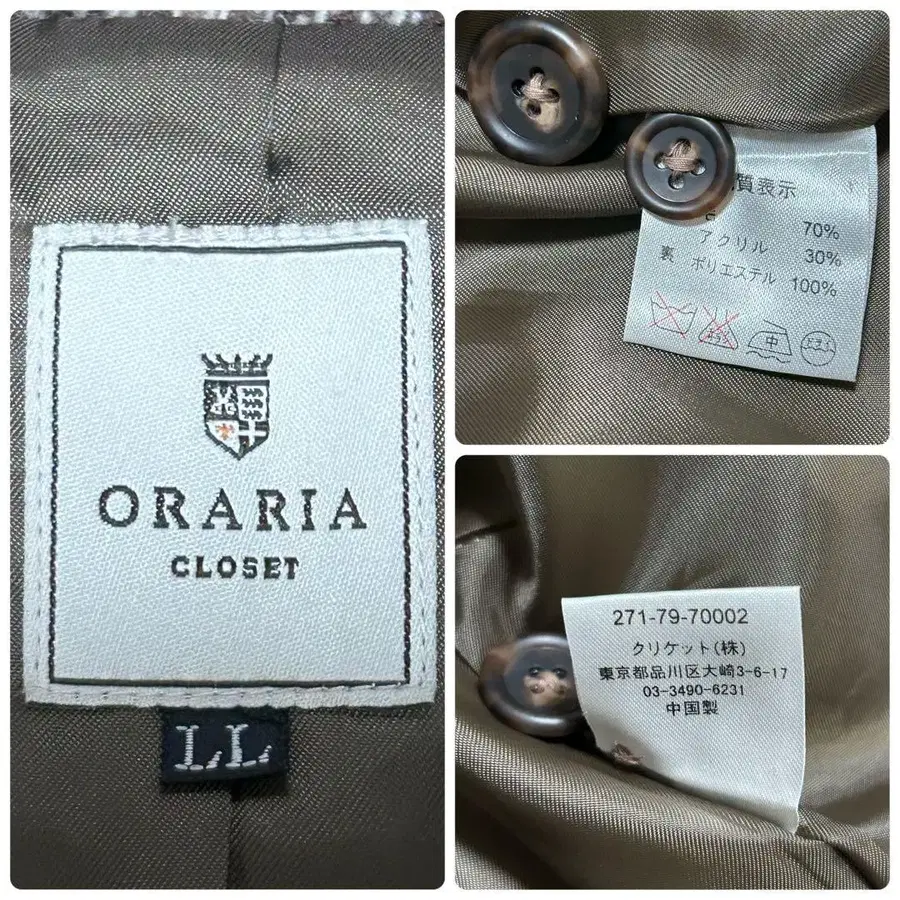 ORARIA
CLOSET
LL
質表示
70%
アクリル 30%
裏 ポリエステル 100%
中
271-79-70002
クリケット(株)
東京都品川区大崎3-6-17
03-3490-6231
中国製